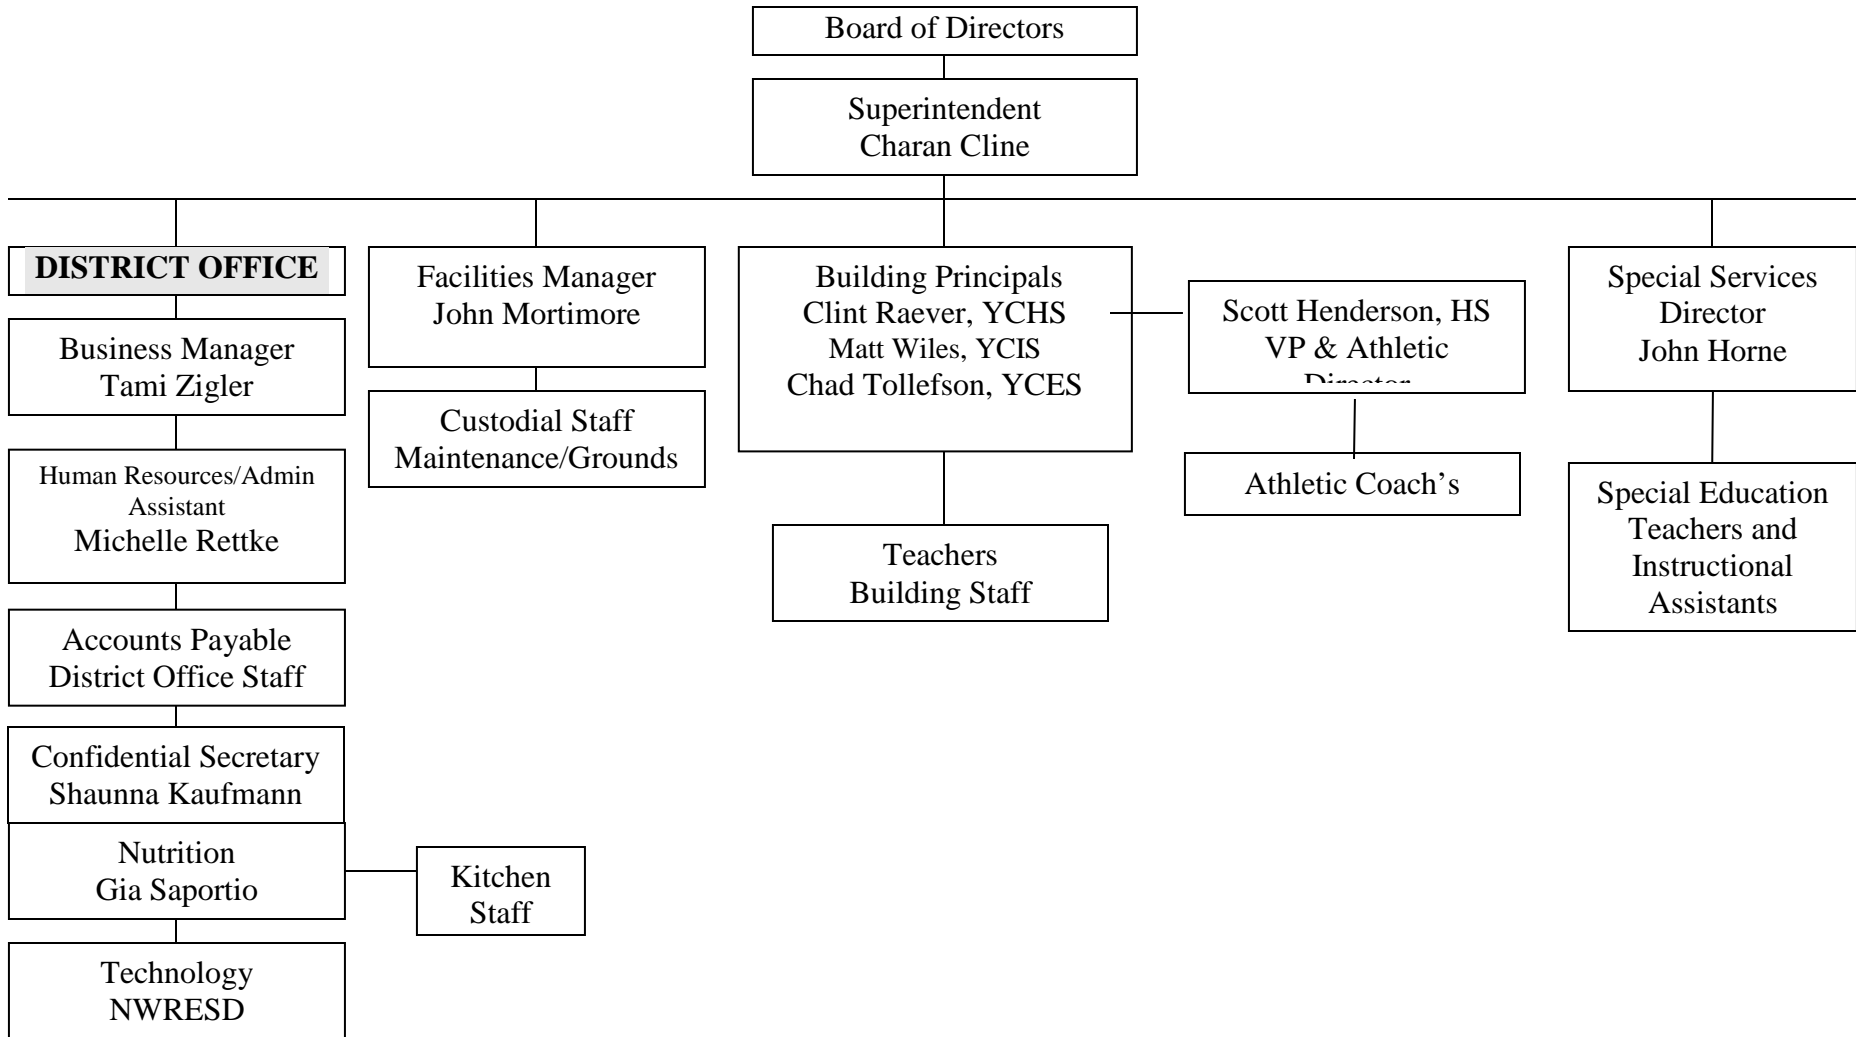 Board of Directors
Superintendent
Charan Cline
DISTRICT OFFICE
Business Manager
Tami Zigler
Human Resources/Admin
Assistant
Michelle Rettke
Accounts Payable
District Office Staff
Confidential Secretary
Shaunna Kaufmann
Nutrition
Gia Saportio
Kitchen
Staff
Technology
NWRESD
Facilities Manager
John Mortimore
Custodial Staff
Maintenance/Grounds
Building Principals
Clint Raever, YCHS
Matt Wiles, YCIS
Chad Tollefson, YCES
Teachers
Building Staff
Scott Henderson, HS
VP & Athletic
Director
Athletic Coach’s
Special Services
Director
John Horne
Special Education
Teachers and
Instructional
Assistants